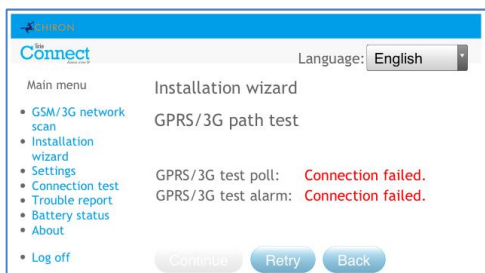 CHIRON
Iris
Connect
Language: English
Main menu
• GSM/3G network
scan
• Installation
wizard
• Settings
• Connection test
• Trouble report
• Battery status
• About
• Log off
Installation wizard
GPRS/3G path test
GPRS/3G test poll: Connection failed.
GPRS/3G test alarm: Connection failed.
Continue Retry Back